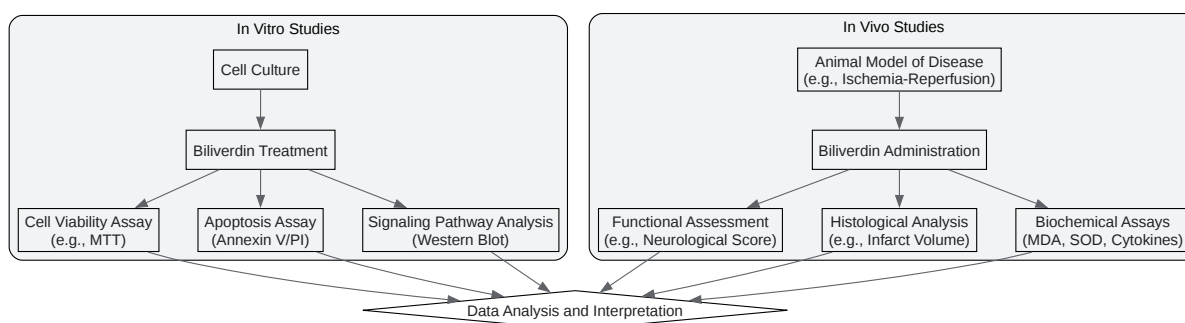 In Vitro Studies
Cell Culture
Biliverdin Treatment
Cell Viability Assay
(e.g., MTT)
Apoptosis Assay
(Annexin V/PI)
Signaling Pathway Analysis
(Western Blot)
In Vivo Studies
Animal Model of Disease
(e.g., Ischemia-Reperfusion)
Biliverdin Administration
Functional Assessment
(e.g., Neurological Score)
Histological Analysis
(e.g., Infarct Volume)
Biochemical Assays
(MDA, SOD, Cytokines)
Data Analysis and Interpretation